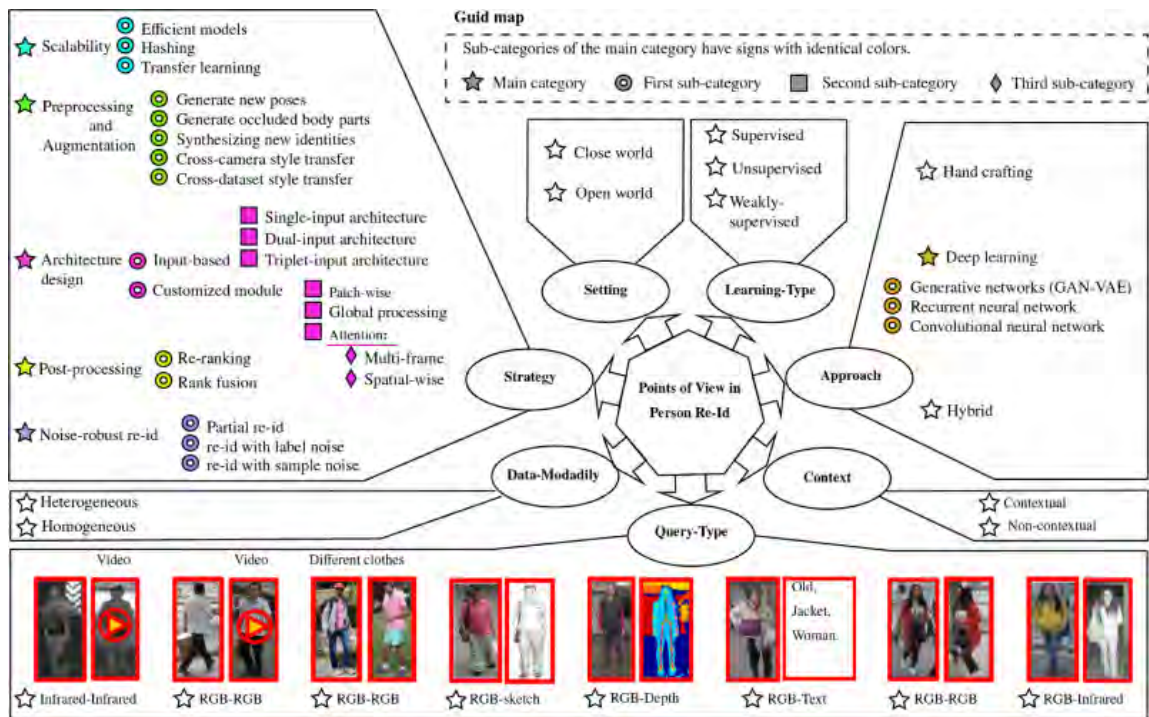 Guid map
Sub-categories of the main category have signs with identical colors.
Main category
First sub-category
Second sub-category
Third sub-category
Scalability
Efficient models
Hashing
Transfer learninng
Preprocessing
and
Augmentation
Generate new poses
Generate occluded body parts
Synthesizing new identities
Cross-camera style transfer
Cross-dataset style transfer
Architecture
design
Input-based
Single-input architecture
Dual-input architecture
Triplet-input architecture
Customized module
Patch-wise
Global processing
Attention:
Multi-frame
Spatial-wise
Post-processing
Re-ranking
Rank fusion
Noise-robust re-id
Partial re-id
re-id with label noise
re-id with sample noise
Close world
Open world
Supervised
Unsupervised
Weakly-
supervised
Hand crafting
Deep learning
Generative networks (GAN-VAE)
Recurrent neural network
Convolutional neural network
Hybrid
Setting
Learning-Type
Strategy
Approach
Points of View in
Person Re-Id
Data-Modadily
Context
Query-Type
Heterogeneous
Homogeneous
Contextual
Non-contextual
Video
Video
Different clothes
Old,
Jacket,
Woman.
Infrared-Infrared
RGB-RGB
RGB-RGB
RGB-sketch
RGB-Depth
RGB-Text
RGB-RGB
RGB-Infrared